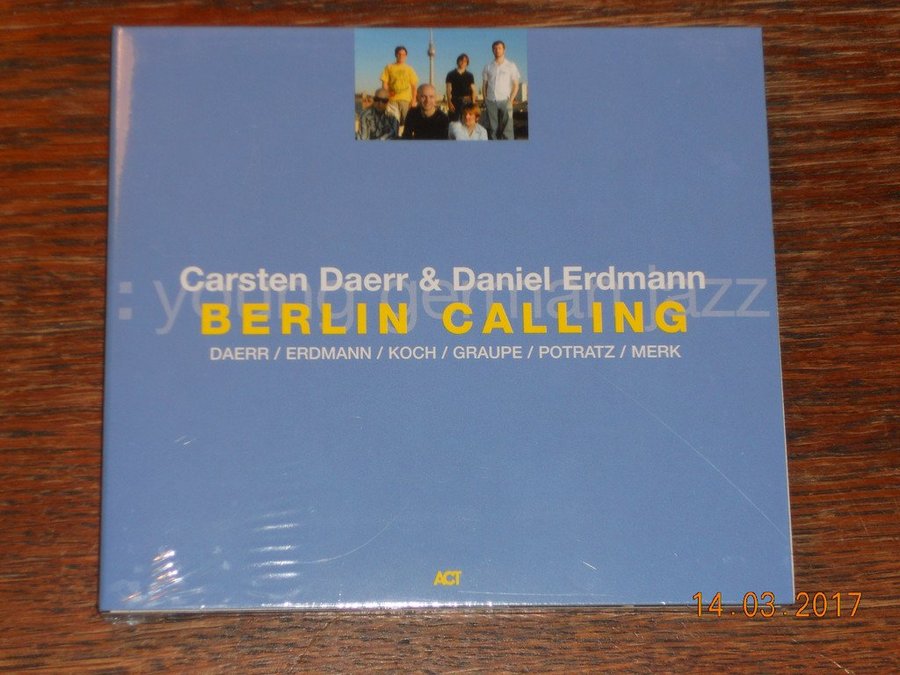 Carsten Daerr & Daniel Erdmann
: young german jazz
BERLIN CALLING
DAERR / ERDMANN / KOCH / GRAUPE / POTRATZ / MERK
ACT
14.03.2017